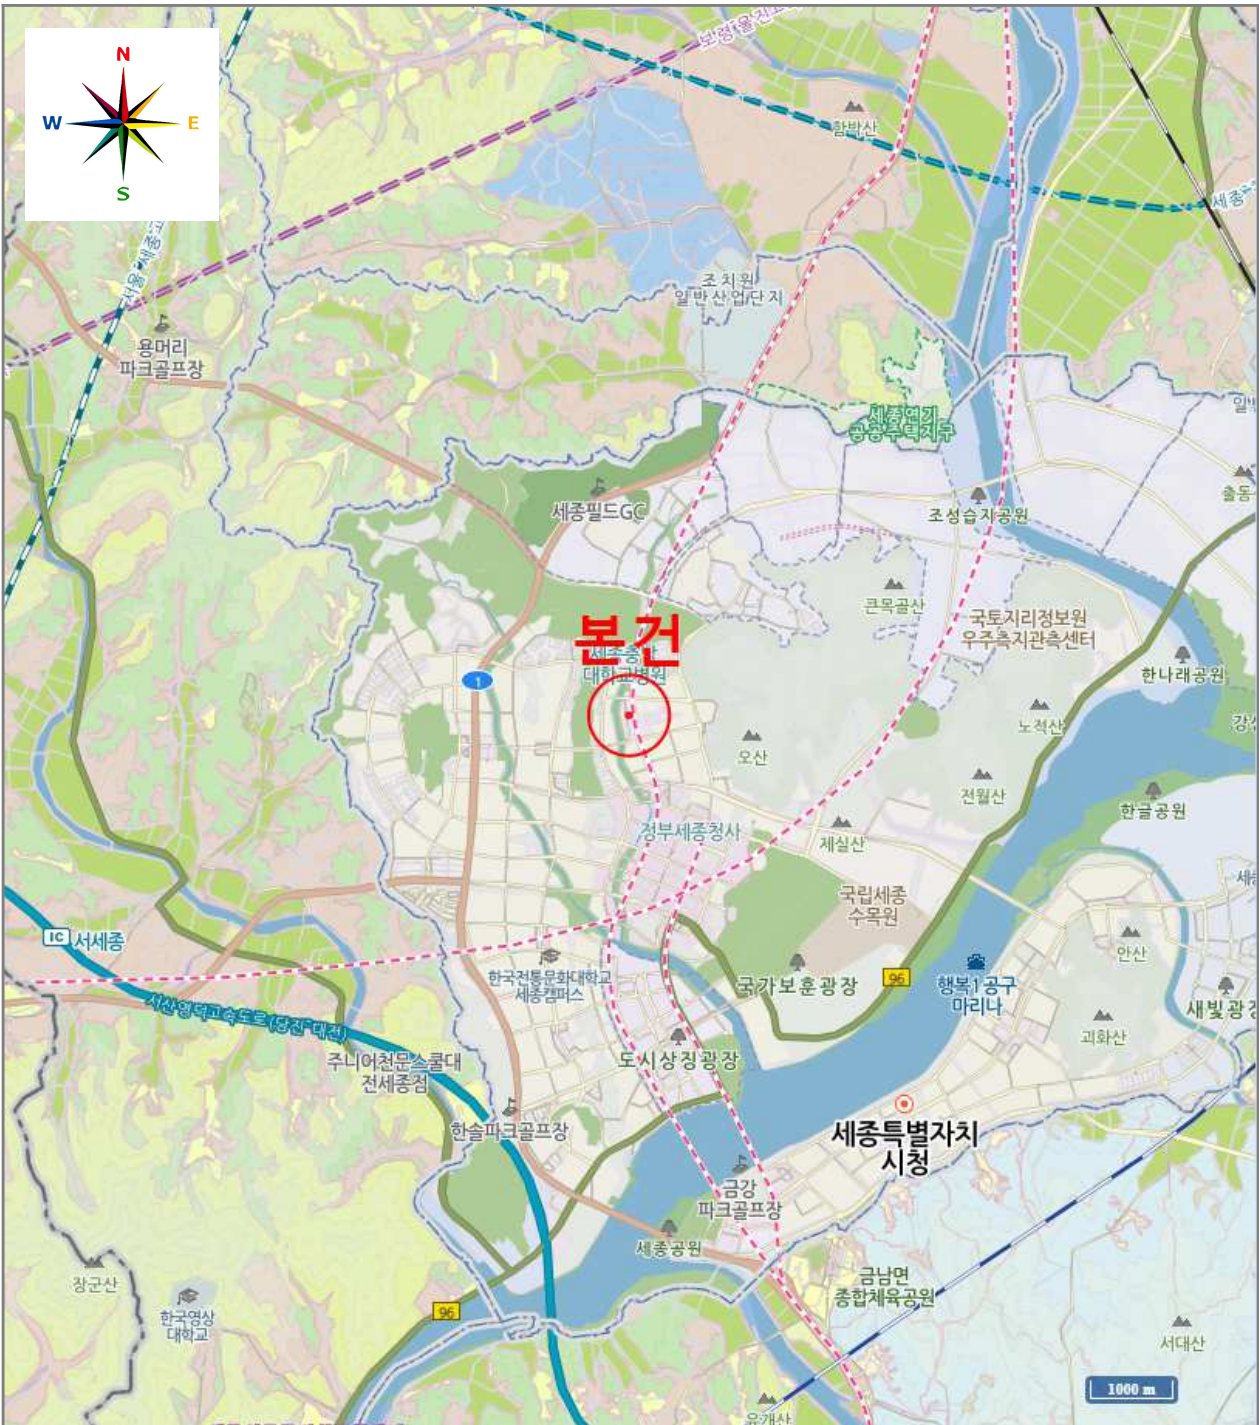 N
W
E
S
서울-세종고
함박산
세종
조치원
일반산업단지
용머리
파크골프장
세종연기
공공주택지구
출동
세종필드GC
조성습지공원
큰목골산
국토지리정보원
우주측지관측센터
본건
대학교병원
1
한나래공원
노적산
오산
전월산
한글공원
정부세종청사
제실산
국립세종
수목원
안산
IC 서세종
한국전통문화대학교
세종캠퍼스
국가보훈광장
96
행복1공구
마리나
새빛광장
서산영덕고속도로(당진-대전)
괴화산
주니어천문스쿨대
전세종점
도시상징광장
한솔파크골프장
세종특별자치
시청
금강
파크골프장
세종공원
장군산
금남면
종합체육공원
한국영상
대학교
96
서대산
1000 m